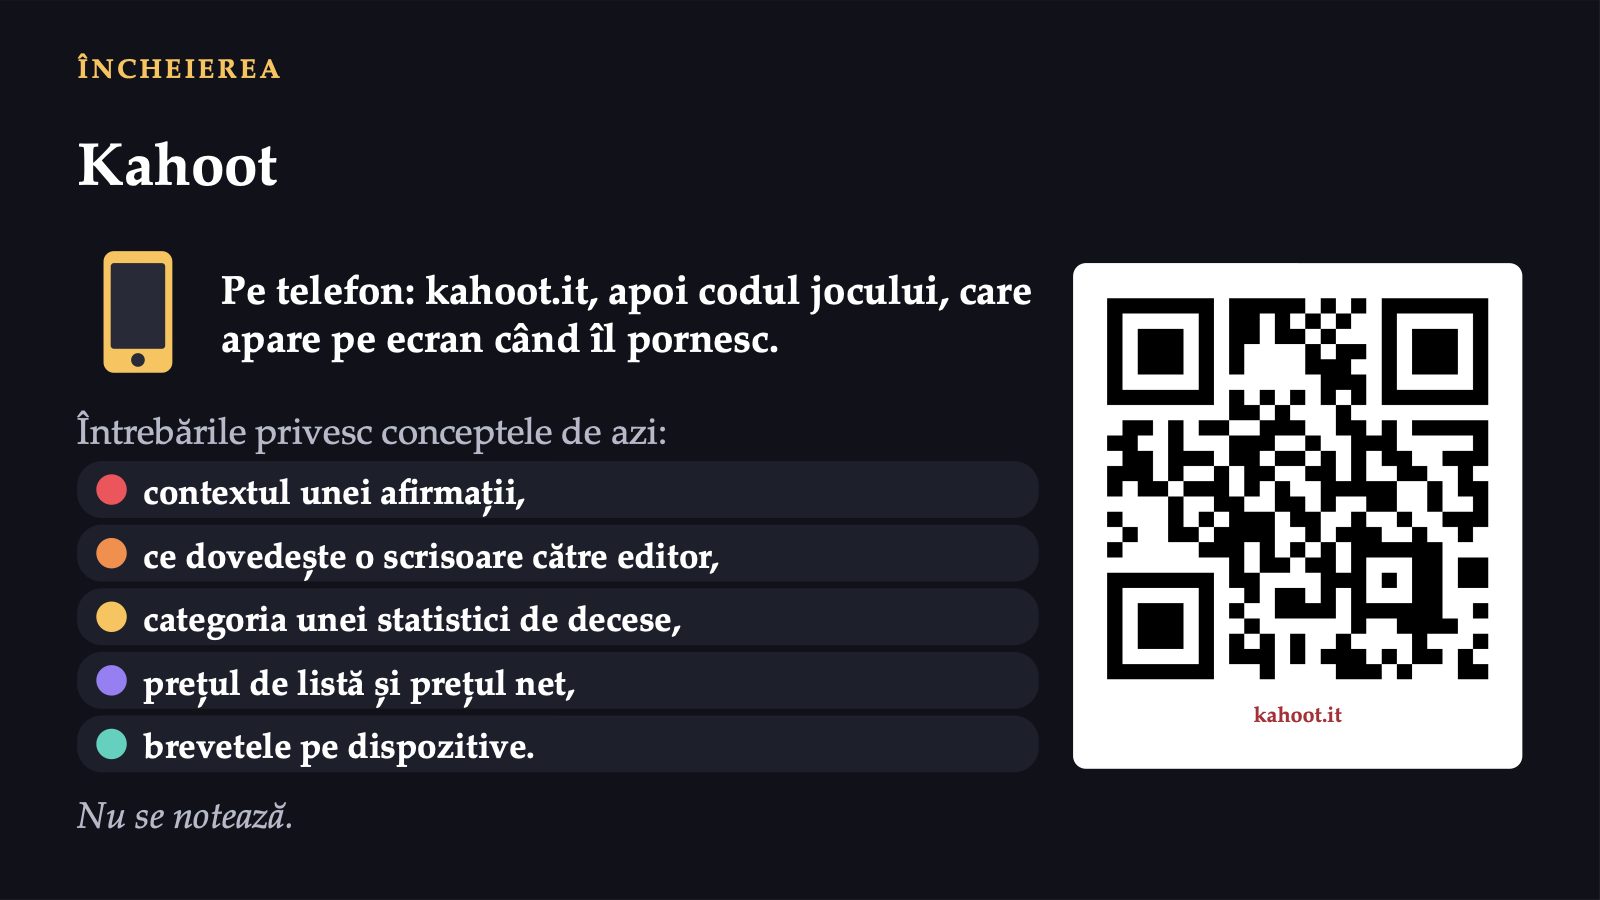 ÎNCHEIEREA
Kahoot
Pe telefon: kahoot.it, apoi codul jocului, care
apare pe ecran când îl pornesc.
Întrebările privesc conceptele de azi:
contextul unei afirmații,
ce dovedește o scrisoare către editor,
categoria unei statistici de decese,
prețul de listă și prețul net,
brevetele pe dispozitive.
Nu se notează.
kahoot.it